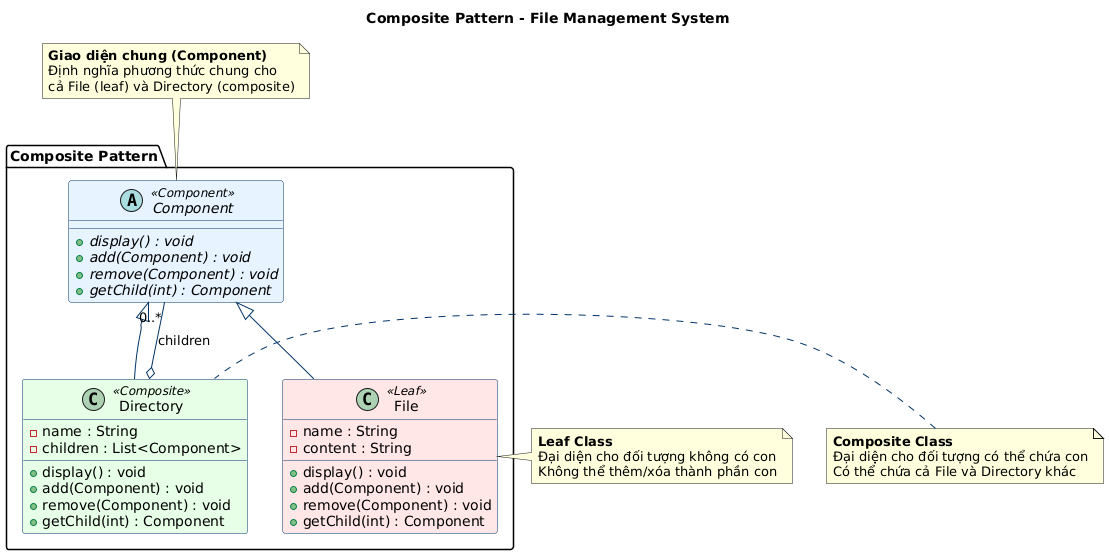 Composite Pattern - File Management System
Giao diện chung (Component)
Định nghĩa phương thức chung cho
cả File (leaf) và Directory (composite)
Composite Pattern
A
«Component»
Component
display() : void
add(Component) : void
remove(Component) : void
getChild(int) : Component
0..*
children
C
«Composite»
Directory
name : String
children : List<Component>
display() : void
add(Component) : void
remove(Component) : void
getChild(int) : Component
C
«Leaf»
File
name : String
content : String
display() : void
add(Component) : void
remove(Component) : void
getChild(int) : Component
Leaf Class
Đại diện cho đối tượng không có con
Không thể thêm/xóa thành phần con
Composite Class
Đại diện cho đối tượng có thể chứa con
Có thể chứa cả File và Directory khác